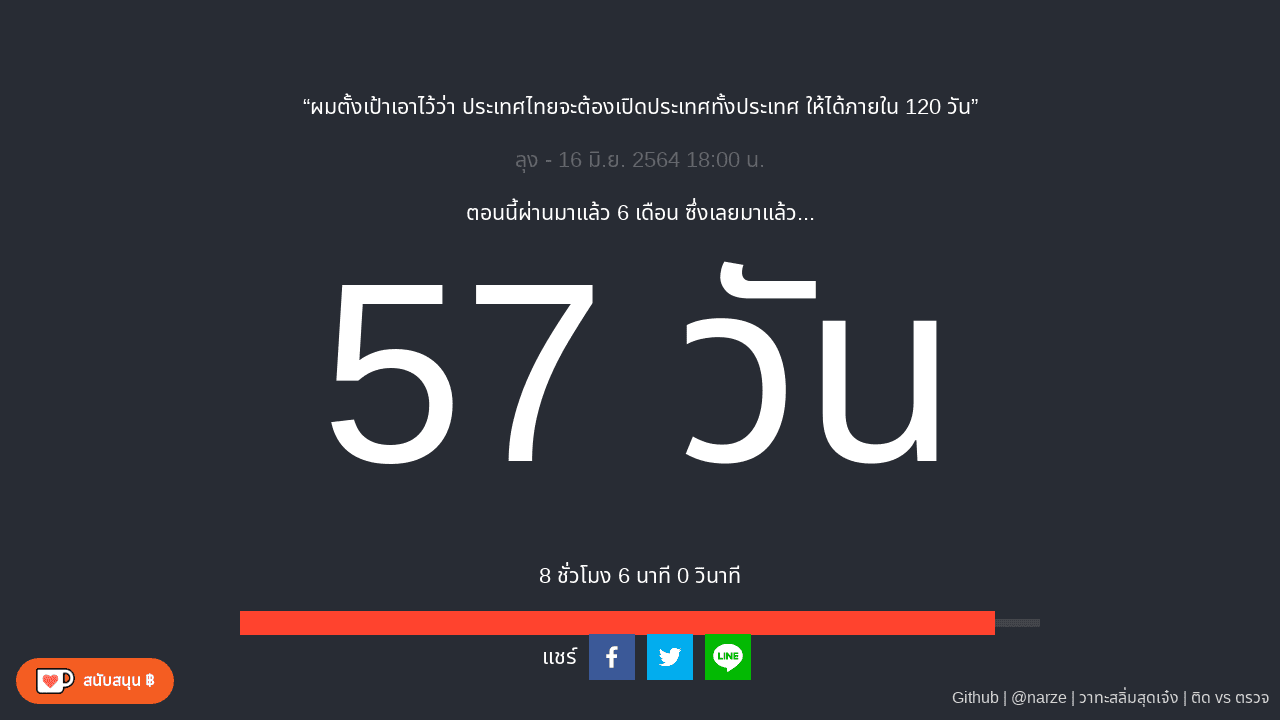 “ผมตั้งเป้าเอาไว้ว่า ประเทศไทยจะต้องเปิดประเทศทั้งประเทศ ให้ได้ภายใน 120 วัน”
ลุง - 16 มิ.ย. 2564 18:00 น.
ตอนนี้ผ่านมาแล้ว 6 เดือน ซึ่งเลยมาแล้ว...
57 วัน
8 ชั่วโมง 6 นาที 0 วินาที
แชร์
LINE
สนับสนุน ฿
Github | @narze | วาทะสลิ่มสุดเจ๋ง | ติด vs ตรวจ